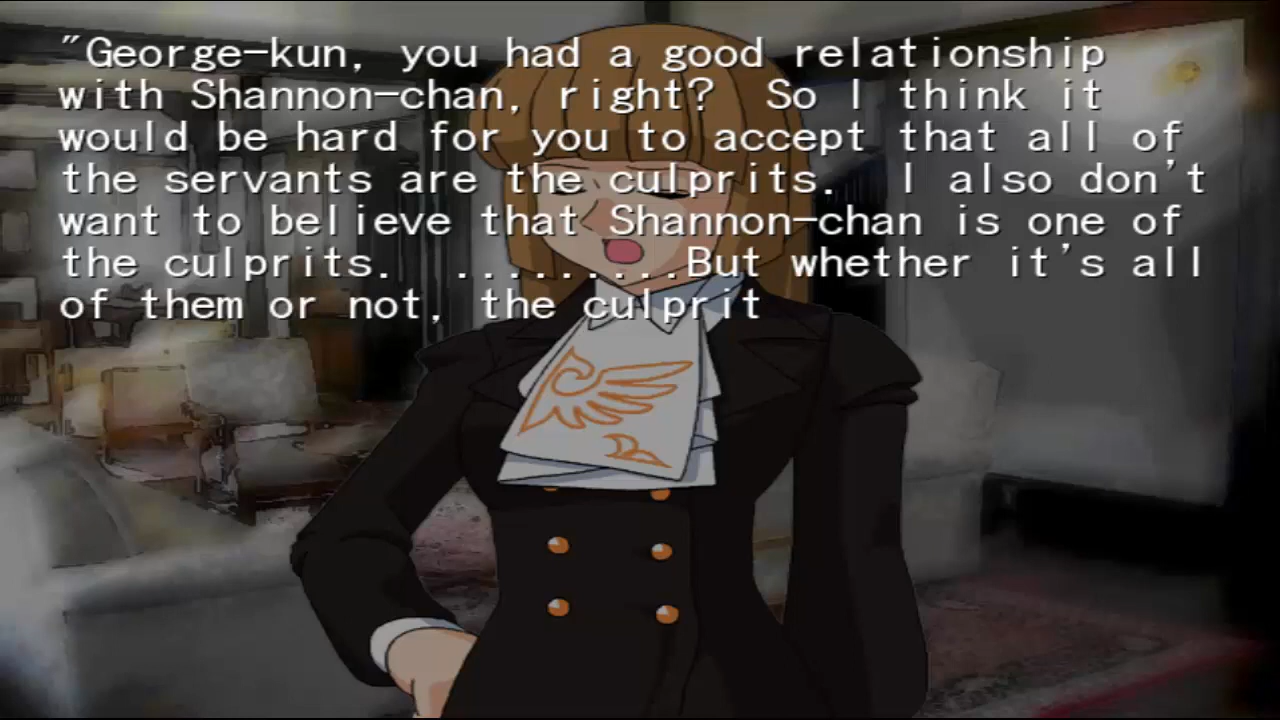 "George-kun, you had a good relationship
with Shannon-chan, right?  So I think it
would be hard for you to accept that all of
the servants are the culprits.  I also don't
want to believe that Shannon-chan is one of
the culprits.  ..........But whether it's all
of them or not, the culprit